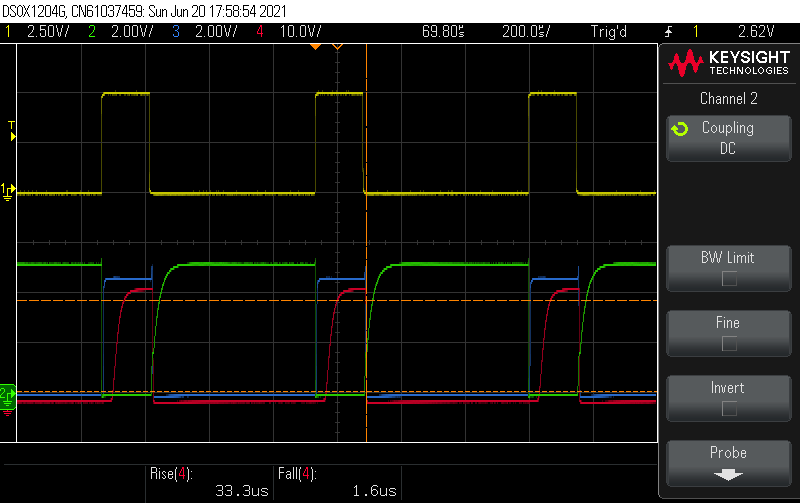 DSOX1204G, CN61037459: Sun Jun 20 17:58:54 2021
1 2.50V/ 2 2.00V/ 3 2.00V/ 4 10.0V/ 69.80s 200.0s/ Trig'd 1 2.62V
KEYSIGHT
TECHNOLOGIES
Channel 2
Coupling
DC
T
1
BW Limit
Fine
Invert
2
Probe
Rise(4): Fall(4):
33.3us 1.6us